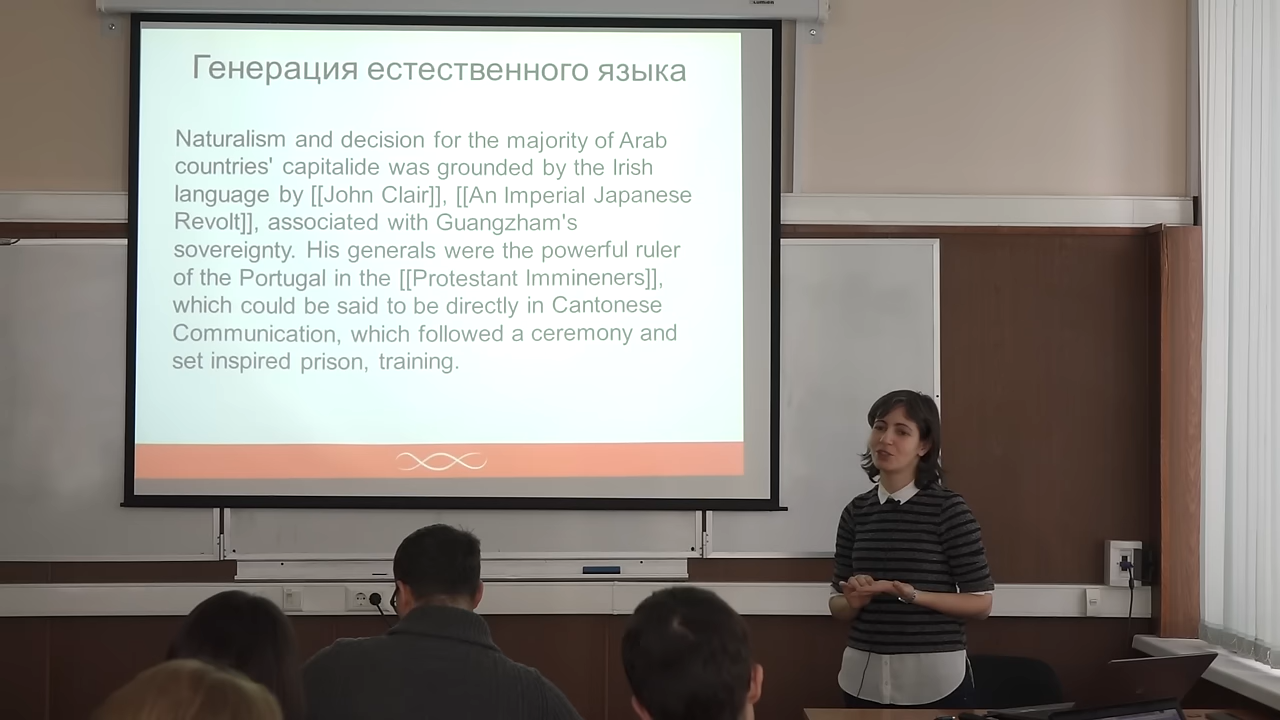 Генерация естественного языка
Naturalism and decision for the majority of Arab
countries' capitalide was grounded by the Irish
language by [[John Clair]], [[An Imperial Japanese
Revolt]], associated with Guangzham's
sovereignty. His generals were the powerful ruler
of the Portugal in the [[Protestant Immineners]],
which could be said to be directly in Cantonese
Communication, which followed a ceremony and
set inspired prison, training.